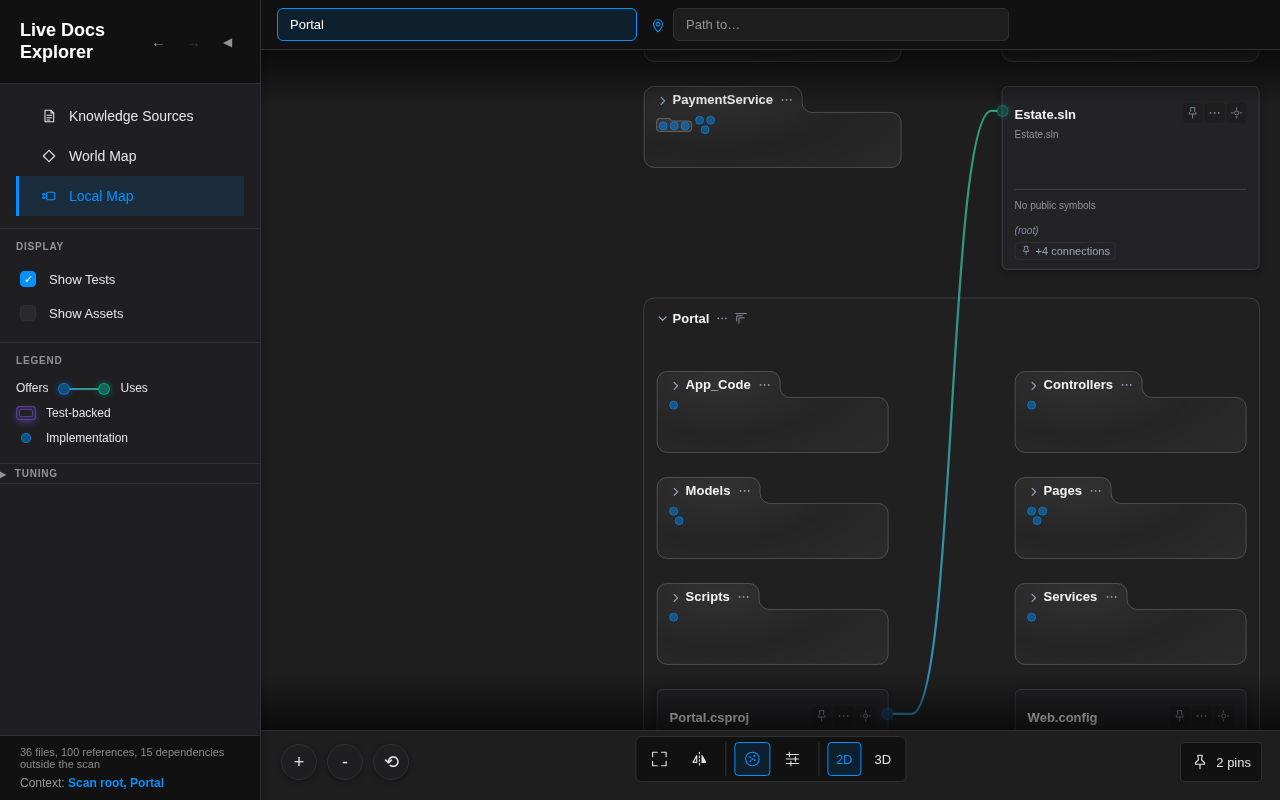 Live Docs
Explorer
Knowledge Sources
World Map
Local Map
DISPLAY
Show Tests
Show Assets
LEGEND
Offers
Uses
Test-backed
Implementation
TUNING
36 files, 100 references, 15 dependencies
outside the scan
Context: Scan root, Portal
Portal
Path to…
PaymentService
Estate.sln
Estate.sln
No public symbols
(root)
+4 connections
Portal
App_Code
Controllers
Models
Pages
Scripts
Services
Portal.csproj
Web.config
+
-
2D
3D
2 pins